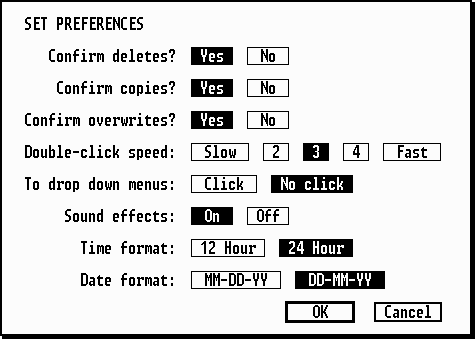 SET PREFERENCES
Confirm deletes? Yes No
Confirm copies? Yes No
Confirm overwrites? Yes No
Double-click speed: Slow 2 3 4 Fast
To drop down menus: Click No click
Sound effects: On Off
Time format: 12 Hour 24 Hour
Date format: MM-DD-YY DD-MM-YY
OK Cancel